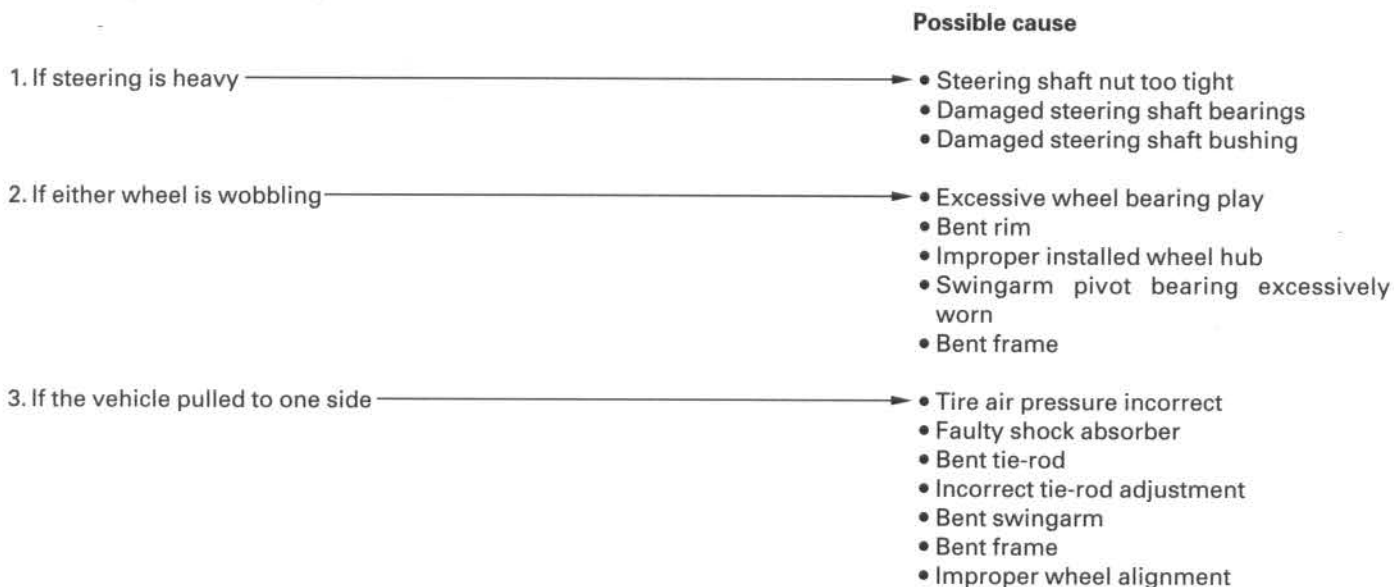 Possible cause
1. If steering is heavy
• Steering shaft nut too tight
• Damaged steering shaft bearings
• Damaged steering shaft bushing
2. If either wheel is wobbling
• Excessive wheel bearing play
• Bent rim
• Improper installed wheel hub
• Swingarm pivot bearing excessively
worn
• Bent frame
3. If the vehicle pulled to one side
• Tire air pressure incorrect
• Faulty shock absorber
• Bent tie-rod
• Incorrect tie-rod adjustment
• Bent swingarm
• Bent frame
• Improper wheel alignment